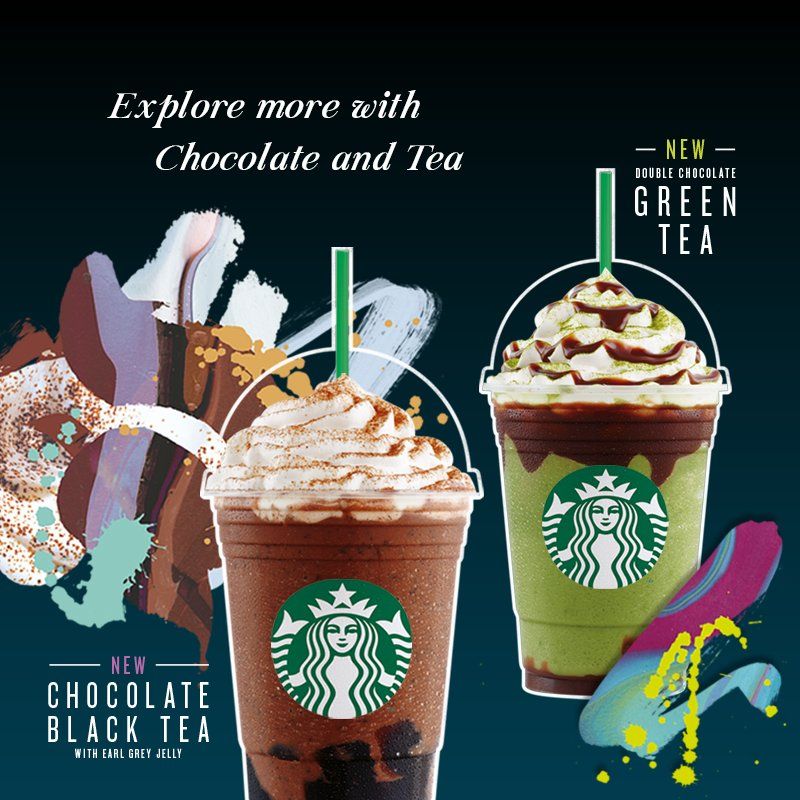 Explore more with
Chocolate and Tea
NEW
DOUBLE CHOCOLATE
GREEN
TEA
NEW
CHOCOLATE
BLACK TEA
WITH EARL GREY JELLY